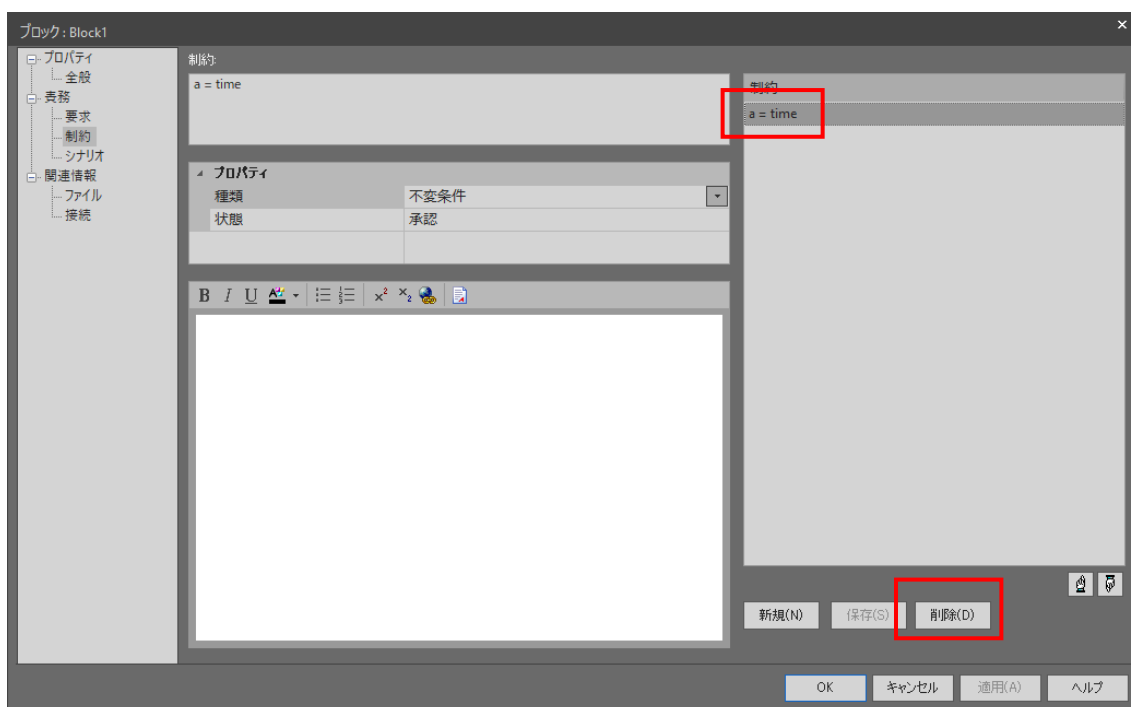 ブロック : Block1
×
プロパティ
全般
責務
要求
制約
シナリオ
関連情報
ファイル
接続
制約:
a = time
プロパティ
種類 不変条件
状態 承認
B I U x² ×₂
制約
a = time
新規(N) 保存(S) 削除(D)
OK キャンセル 適用(A) ヘルプ